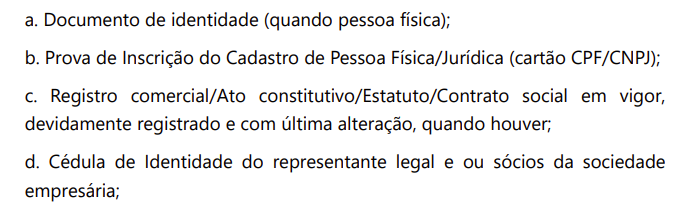 a. Documento de identidade (quando pessoa física);
b. Prova de Inscrição do Cadastro de Pessoa Física/Jurídica (cartão CPF/CNPJ);
c. Registro comercial/Ato constitutivo/Estatuto/Contrato social em vigor,
devidamente registrado e com última alteração, quando houver;
d. Cédula de Identidade do representante legal e ou sócios da sociedade
empresária;